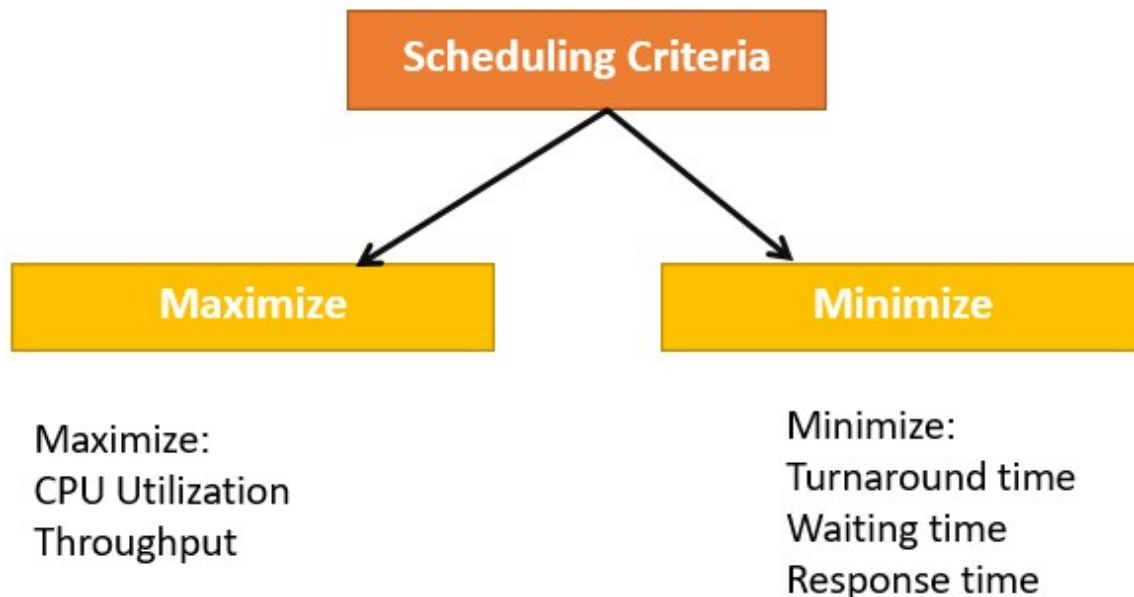 Scheduling Criteria
Maximize
Minimize
Maximize:
CPU Utilization
Throughput
Minimize:
Turnaround time
Waiting time
Response time